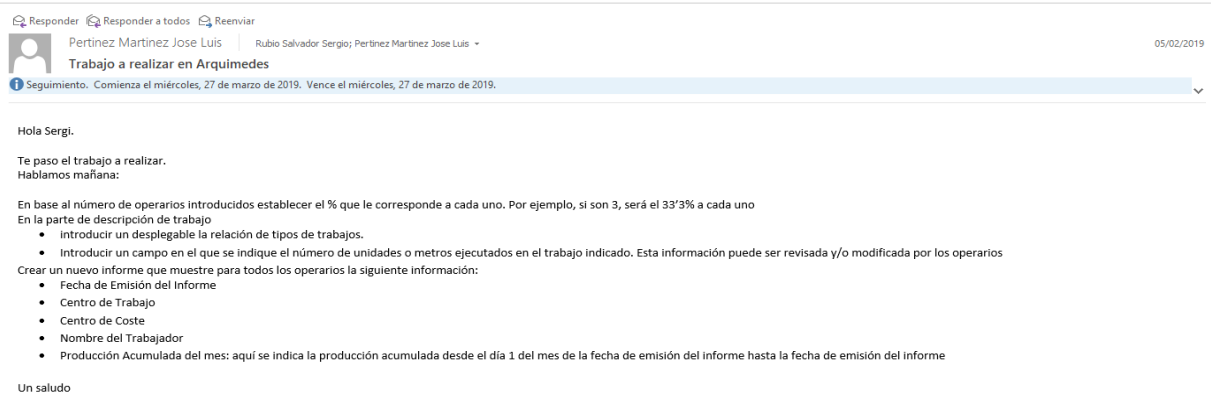 Responder Responder a todos Reenviar
Pertinez Martinez Jose Luis Rubio Salvador Sergio; Pertinez Martinez Jose Luis 05/02/2019
Trabajo a realizar en Arquimedes
Seguimiento. Comienza el miércoles, 27 de marzo de 2019. Vence el miércoles, 27 de marzo de 2019.
Hola Sergi.
Te paso el trabajo a realizar.
Hablamos mañana:
En base al número de operarios introducidos establecer el % que le corresponde a cada uno. Por ejemplo, si son 3, será el 33'3% a cada uno
En la parte de descripción de trabajo
• introducir un desplegable la relación de tipos de trabajos.
• Introducir un campo en el que se indique el número de unidades o metros ejecutados en el trabajo indicado. Esta información puede ser revisada y/o modificada por los operarios
Crear un nuevo informe que muestre para todos los operarios la siguiente información:
• Fecha de Emisión del Informe
• Centro de Trabajo
• Centro de Coste
• Nombre del Trabajador
• Producción Acumulada del mes: aquí se indica la producción acumulada desde el día 1 del mes de la fecha de emisión del informe hasta la fecha de emisión del informe
Un saludo